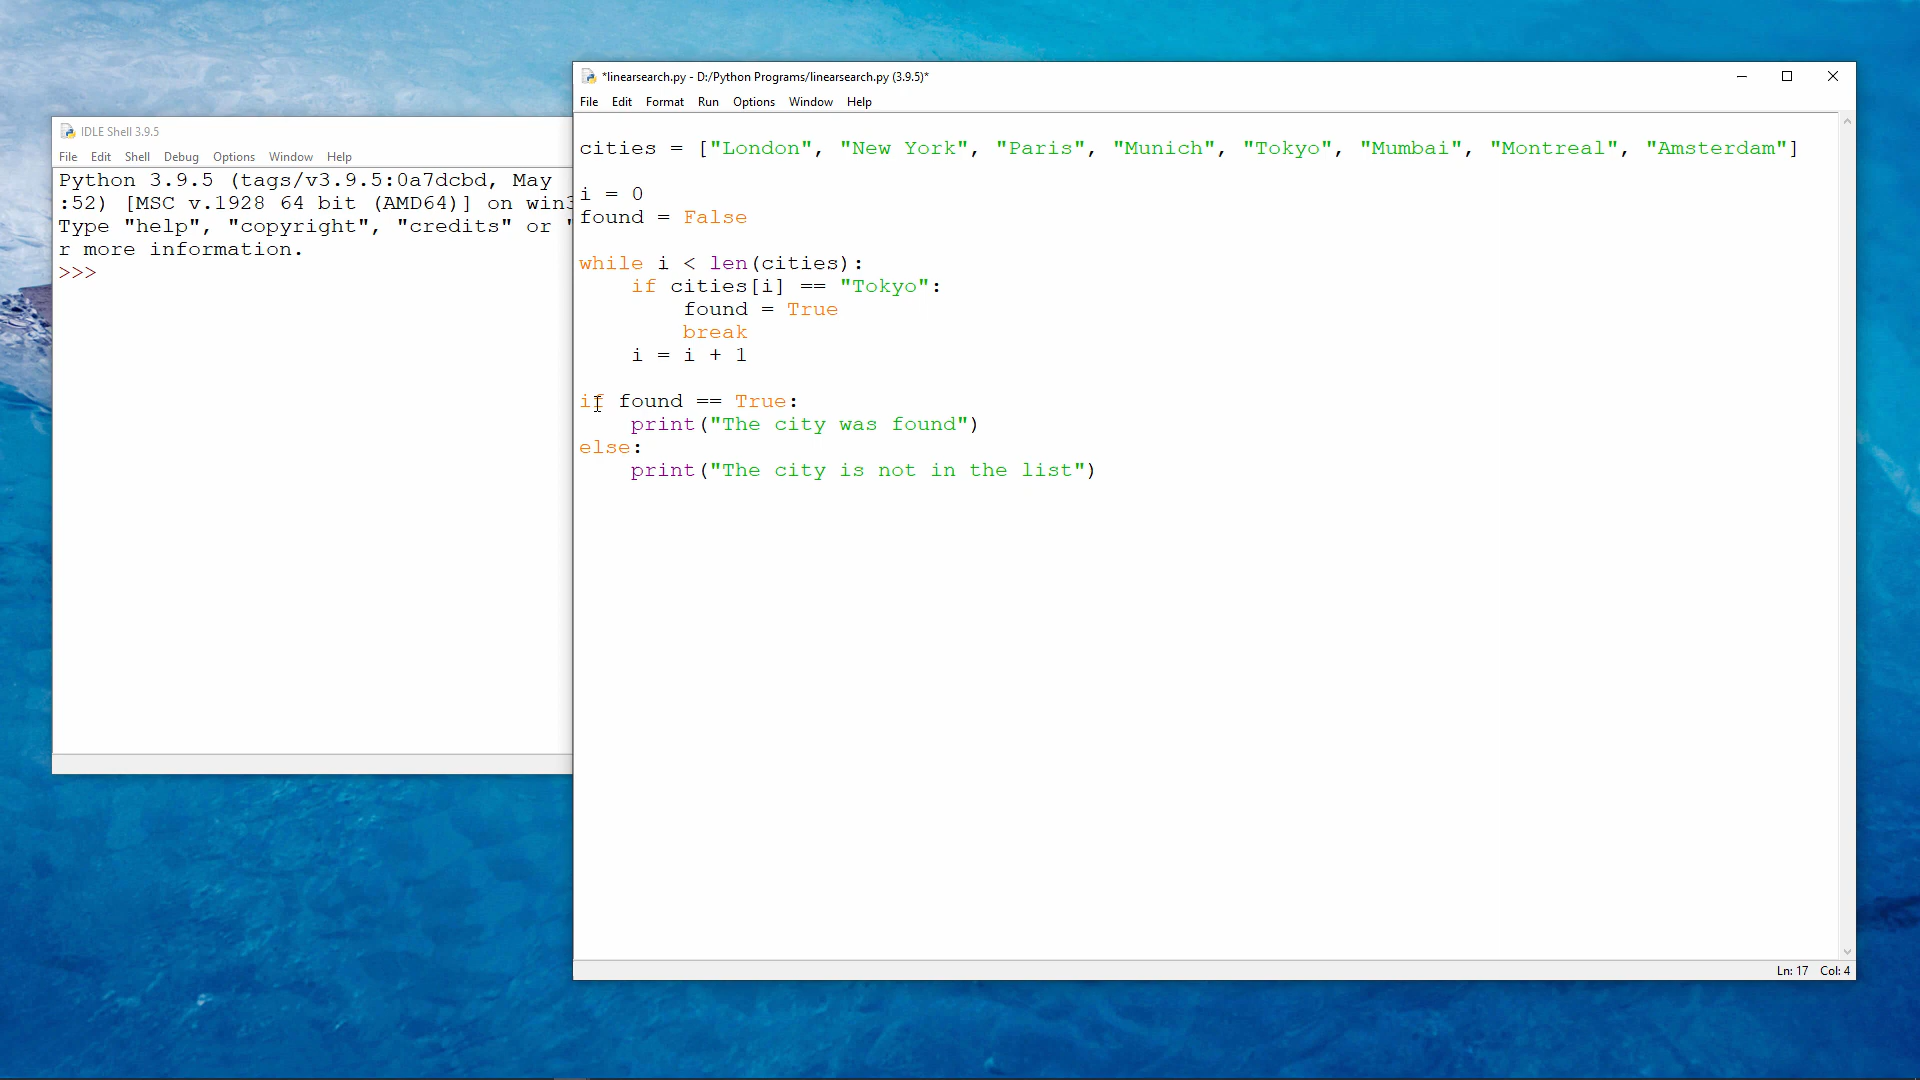 IDLE Shell 3.9.5
File Edit Shell Debug Options Window Help
Python 3.9.5 (tags/v3.9.5:0a7dcbd, May
:52) [MSC v.1928 64 bit (AMD64)] on win3
Type "help", "copyright", "credits" or "
r more information.
>>>
*linearsearch.py - D:/Python Programs/linearsearch.py (3.9.5)*
File Edit Format Run Options Window Help
cities = ["London", "New York", "Paris", "Munich", "Tokyo", "Mumbai", "Montreal", "Amsterdam"]
i = 0
found = False
while i < len(cities):
    if cities[i] == "Tokyo":
        found = True
        break
    i = i + 1
if found == True:
    print("The city was found")
else:
    print("The city is not in the list")
Ln: 17 Col: 4